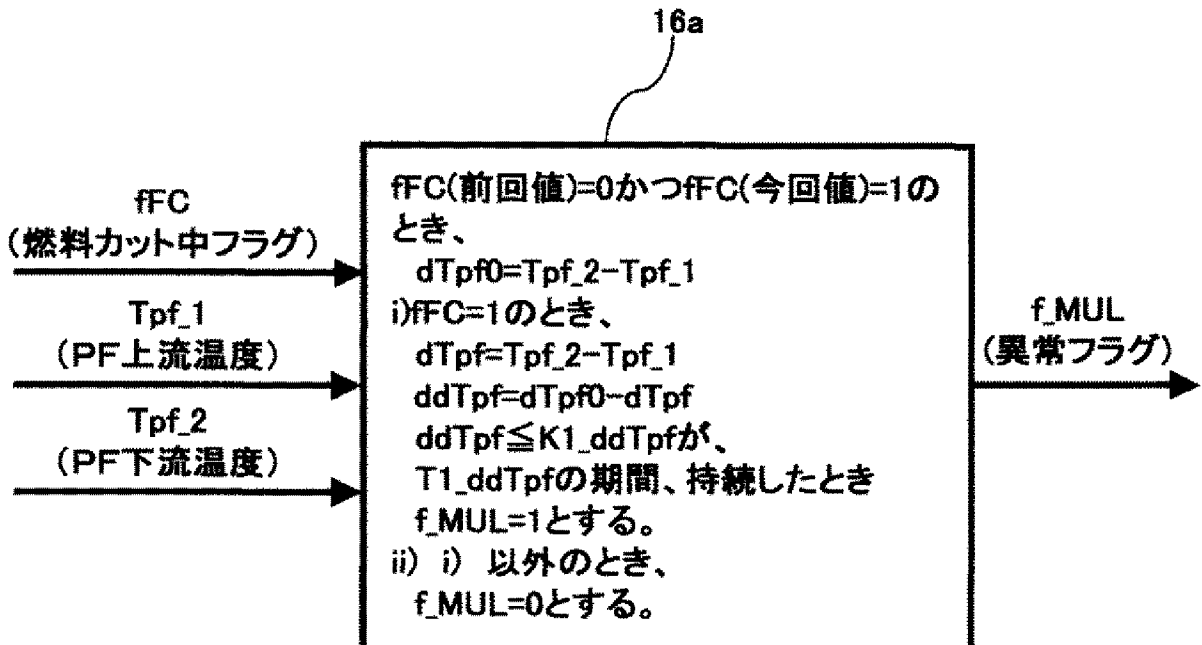 16a
fFC
(燃料カット中フラグ)
Tpf_1
(PF上流温度)
Tpf_2
(PF下流温度)
fFC(前回値)=0かつfFC(今回値)=1の
とき、
dTpf0=Tpf_2-Tpf_1
i)fFC=1のとき、
dTpf=Tpf_2-Tpf_1
ddTpf=dTpf0-dTpf
ddTpf≦K1_ddTpfが、
T1_ddTpfの期間、持続したとき
f_MUL=1とする。
ii) i) 以外のとき、
f_MUL=0とする。
f_MUL
(異常フラグ)